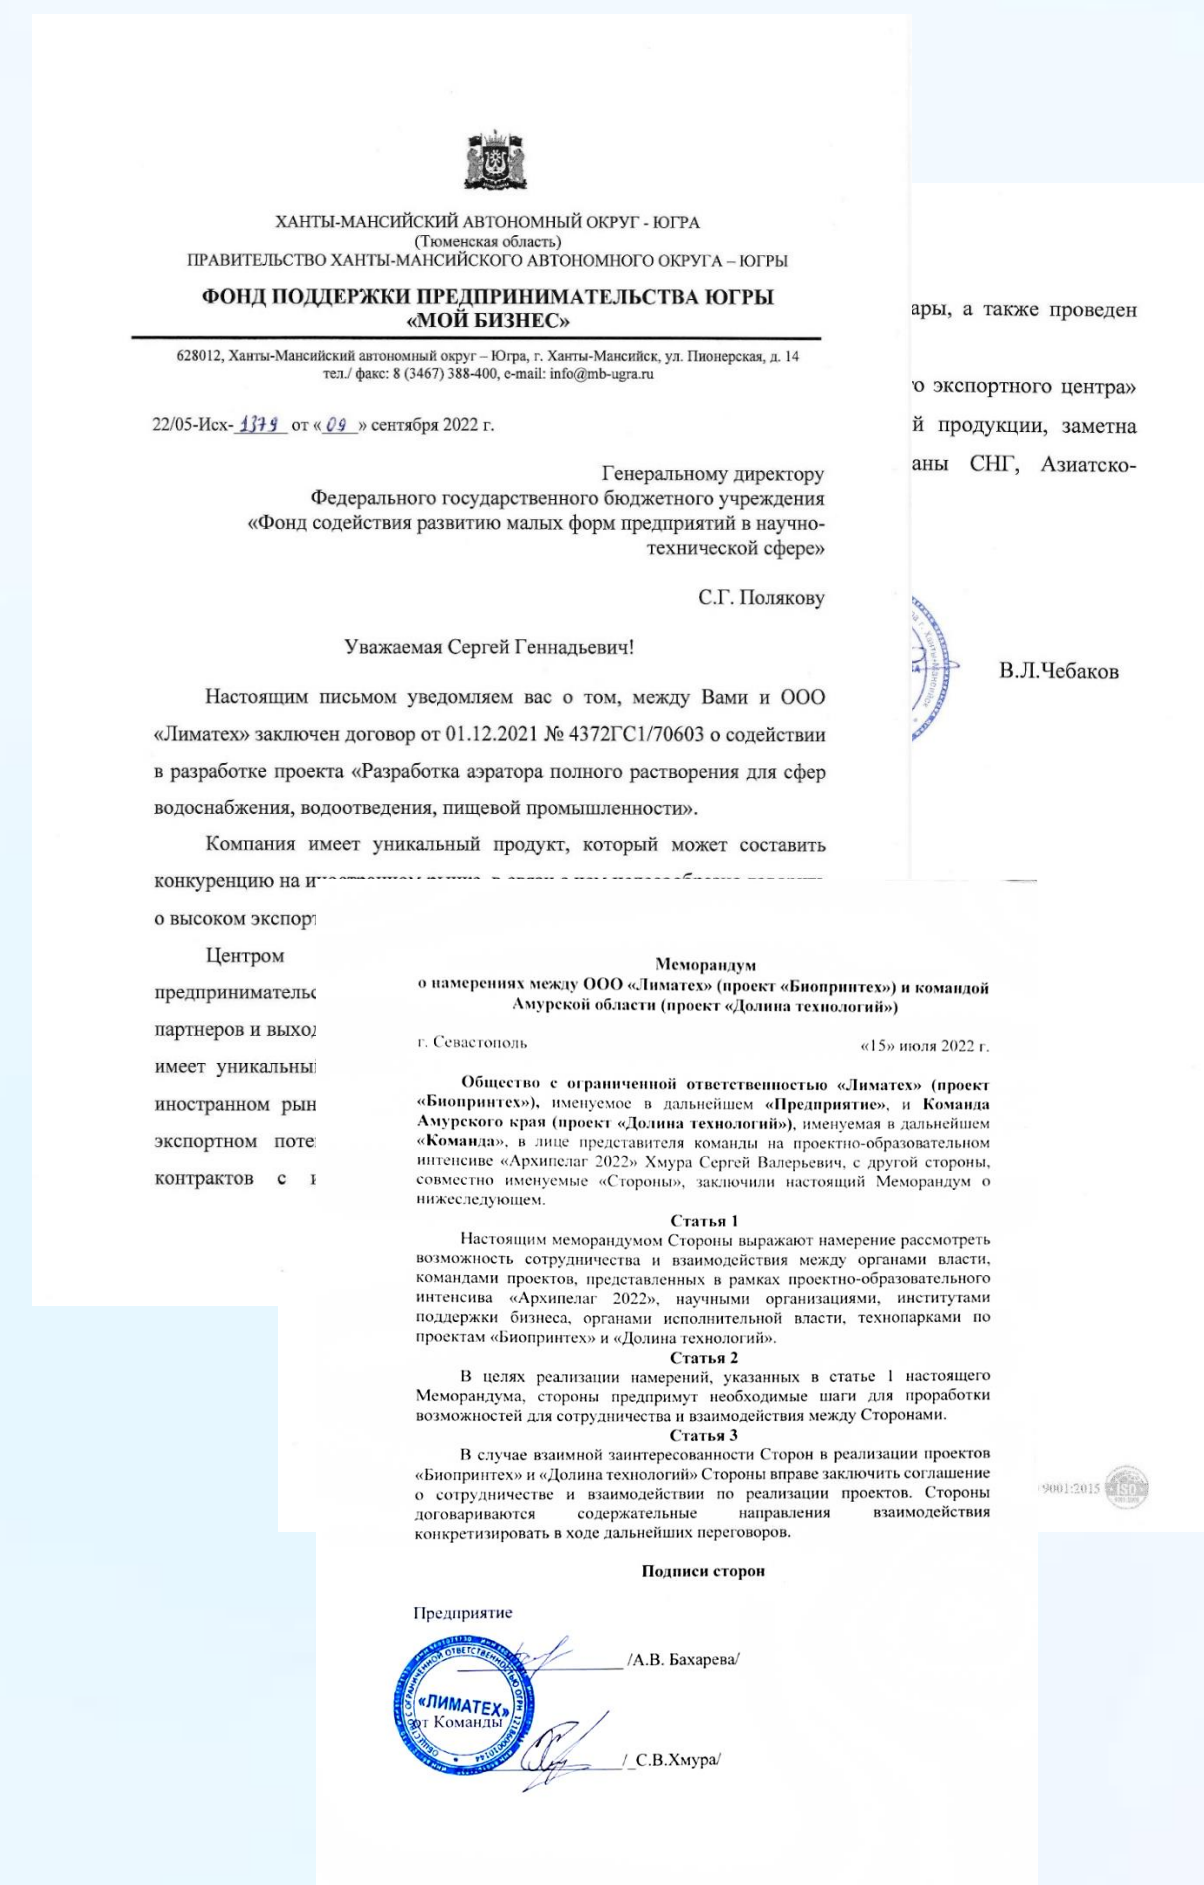 ХАНТЫ-МАНСИЙСКИЙ АВТОНОМНЫЙ ОКРУГ - ЮГРА
(Тюменская область)
ПРАВИТЕЛЬСТВО ХАНТЫ-МАНСИЙСКОГО АВТОНОМНОГО ОКРУГА – ЮГРЫ
ФОНД ПОДДЕРЖКИ ПРЕДПРИНИМАТЕЛЬСТВА ЮГРЫ
«МОЙ БИЗНЕС»
628012, Ханты-Мансийский автономный округ – Югра, г. Ханты-Мансийск, ул. Пионерская, д. 14
тел./ факс: 8 (3467) 388-400, e-mail: info@mb-ugra.ru
22/05-Исх- 1379 от « 09 » сентября 2022 г.
Генеральному директору
Федерального государственного бюджетного учреждения
«Фонд содействия развитию малых форм предприятий в научно-
технической сфере»
С.Г. Полякову
Уважаемая Сергей Геннадьевич!
Настоящим письмом уведомляем вас о том, между Вами и ООО
«Лиматех» заключен договор от 01.12.2021 № 4372ГС1/70603 о содействии
в разработке проекта «Разработка аэратора полного растворения для сфер
водоснабжения, водоотведения, пищевой промышленности».
Компания имеет уникальный продукт, который может составить
конкуренцию на иностранном рынке, в связи с чем целесообразно говорить
о высоком экспорт
Центром
предпринимательс
партнеров и выход
имеет уникальны
иностранном рын
экспортном поте
контрактов с и
ары, а также проведен
го экспортного центра»
й продукции, заметна
аны СНГ, Азиатско-
В.Л.Чебаков
9001:2015
ISO
Меморандум
о намерениях между ООО «Лиматех» (проект «Биопринтех») и командой
Амурской области (проект «Долина технологий»)
г. Севастополь «15» июля 2022 г.
Общество с ограниченной ответственностью «Лиматех» (проект
«Биопринтех»), именуемое в дальнейшем «Предприятие», и Команда
Амурского края (проект «Долина технологий»), именуемая в дальнейшем
«Команда», в лице представителя команды на проектно-образовательном
интенсиве «Архипелаг 2022» Хмура Сергей Валерьевич, с другой стороны,
совместно именуемые «Стороны», заключили настоящий Меморандум о
нижеследующем.
Статья 1
Настоящим меморандумом Стороны выражают намерение рассмотреть
возможность сотрудничества и взаимодействия между органами власти,
командами проектов, представленных в рамках проектно-образовательного
интенсива «Архипелаг 2022», научными организациями, институтами
поддержки бизнеса, органами исполнительной власти, технопарками по
проектам «Биопринтех» и «Долина технологий».
Статья 2
В целях реализации намерений, указанных в статье 1 настоящего
Меморандума, стороны предпримут необходимые шаги для проработки
возможностей для сотрудничества и взаимодействия между Сторонами.
Статья 3
В случае взаимной заинтересованности Сторон в реализации проектов
«Биопринтех» и «Долина технологий» Стороны вправе заключить соглашение
о сотрудничестве и взаимодействии по реализации проектов. Стороны
договариваются содержательные направления взаимодействия
конкретизировать в ходе дальнейших переговоров.
Подписи сторон
Предприятие
/А.В. Бахарева/
ОБЩЕСТВО С ОГРАНИЧЕННОЙ ОТВЕТСТВЕННОСТЬЮ
«ЛИМАТЕХ»
от Команды
/ С.В.Хмура/